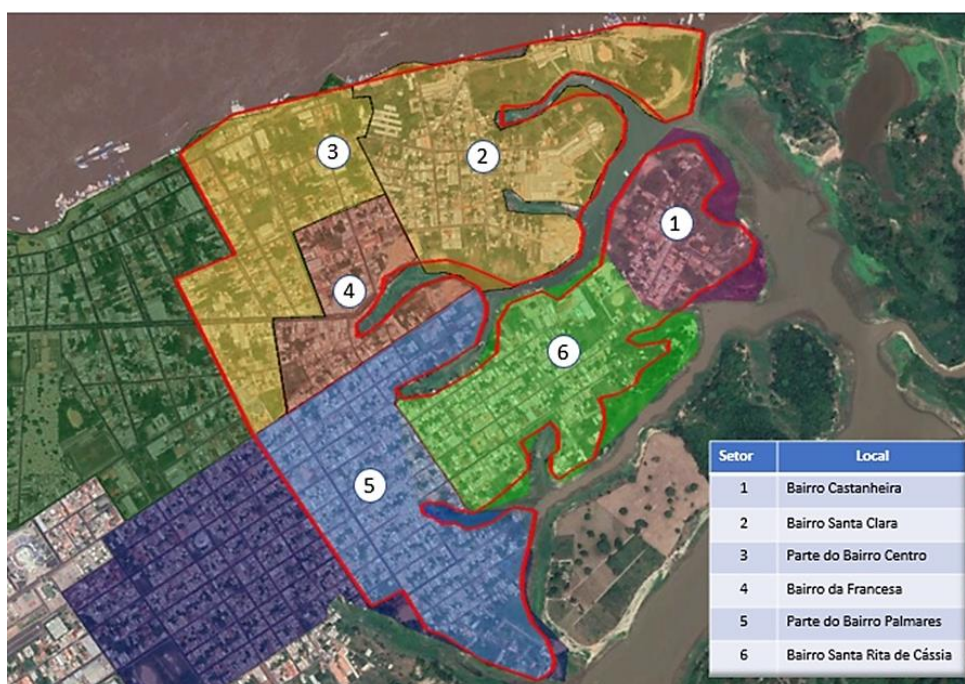 3
2
1
4
6
5
Setor Local
1 Bairro Castanheira
2 Bairro Santa Clara
3 Parte do Bairro Centro
4 Bairro da Francesa
5 Parte do Bairro Palmares
6 Bairro Santa Rita de Cássia